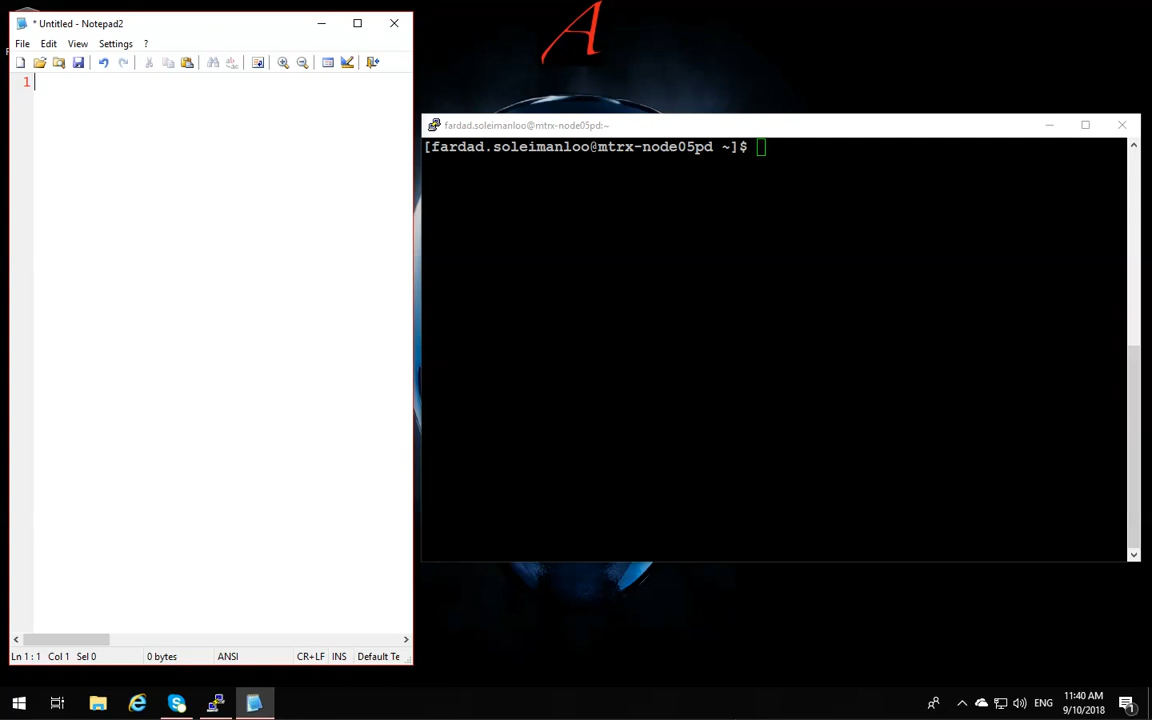 * Untitled - Notepad2
File Edit View Settings ?
1
Ln 1 : 1 Col 1 Sel 0 0 bytes ANSI CR+LF INS Default Te
A
fardad.soleimanloo@mtrx-node05pd:~
[fardad.soleimanloo@mtrx-node05pd ~]$
ENG
11:40 AM
9/10/2018
1